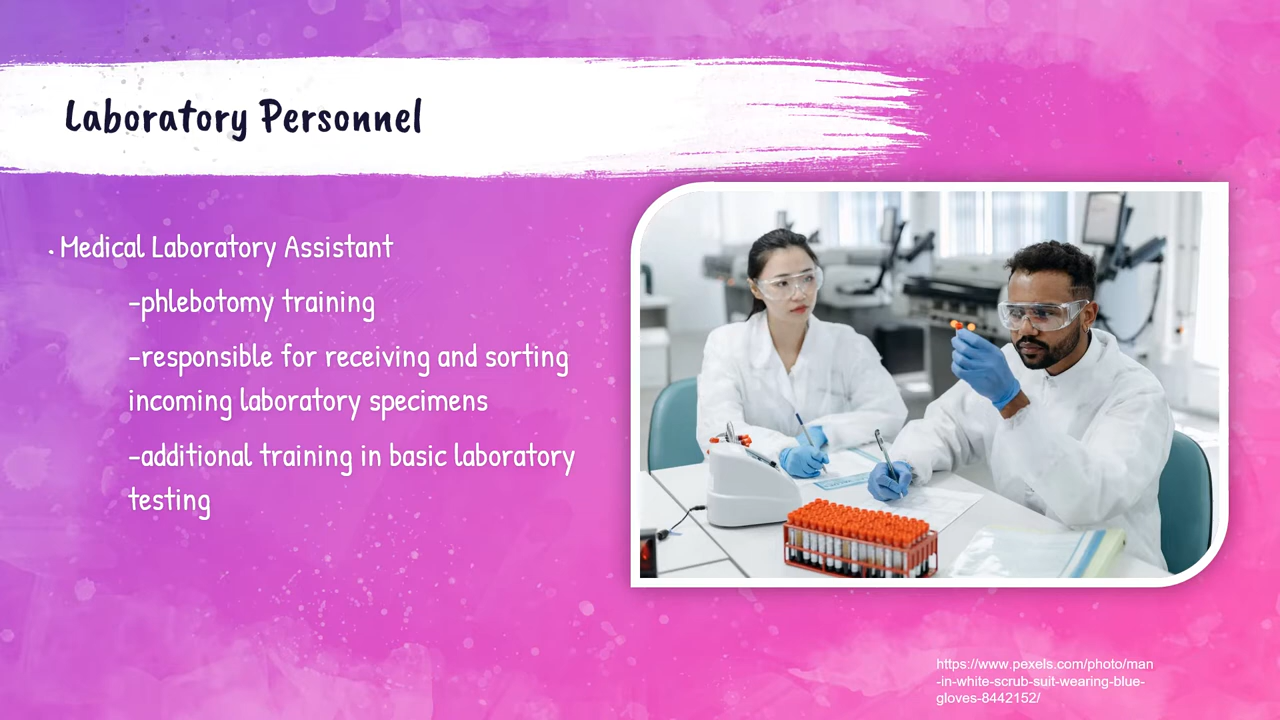 Laboratory Personnel
• Medical Laboratory Assistant
-phlebotomy training
-responsible for receiving and sorting
incoming laboratory specimens
-additional training in basic laboratory
testing
https://www.pexels.com/photo/man
-in-white-scrub-suit-wearing-blue-
gloves-8442152/